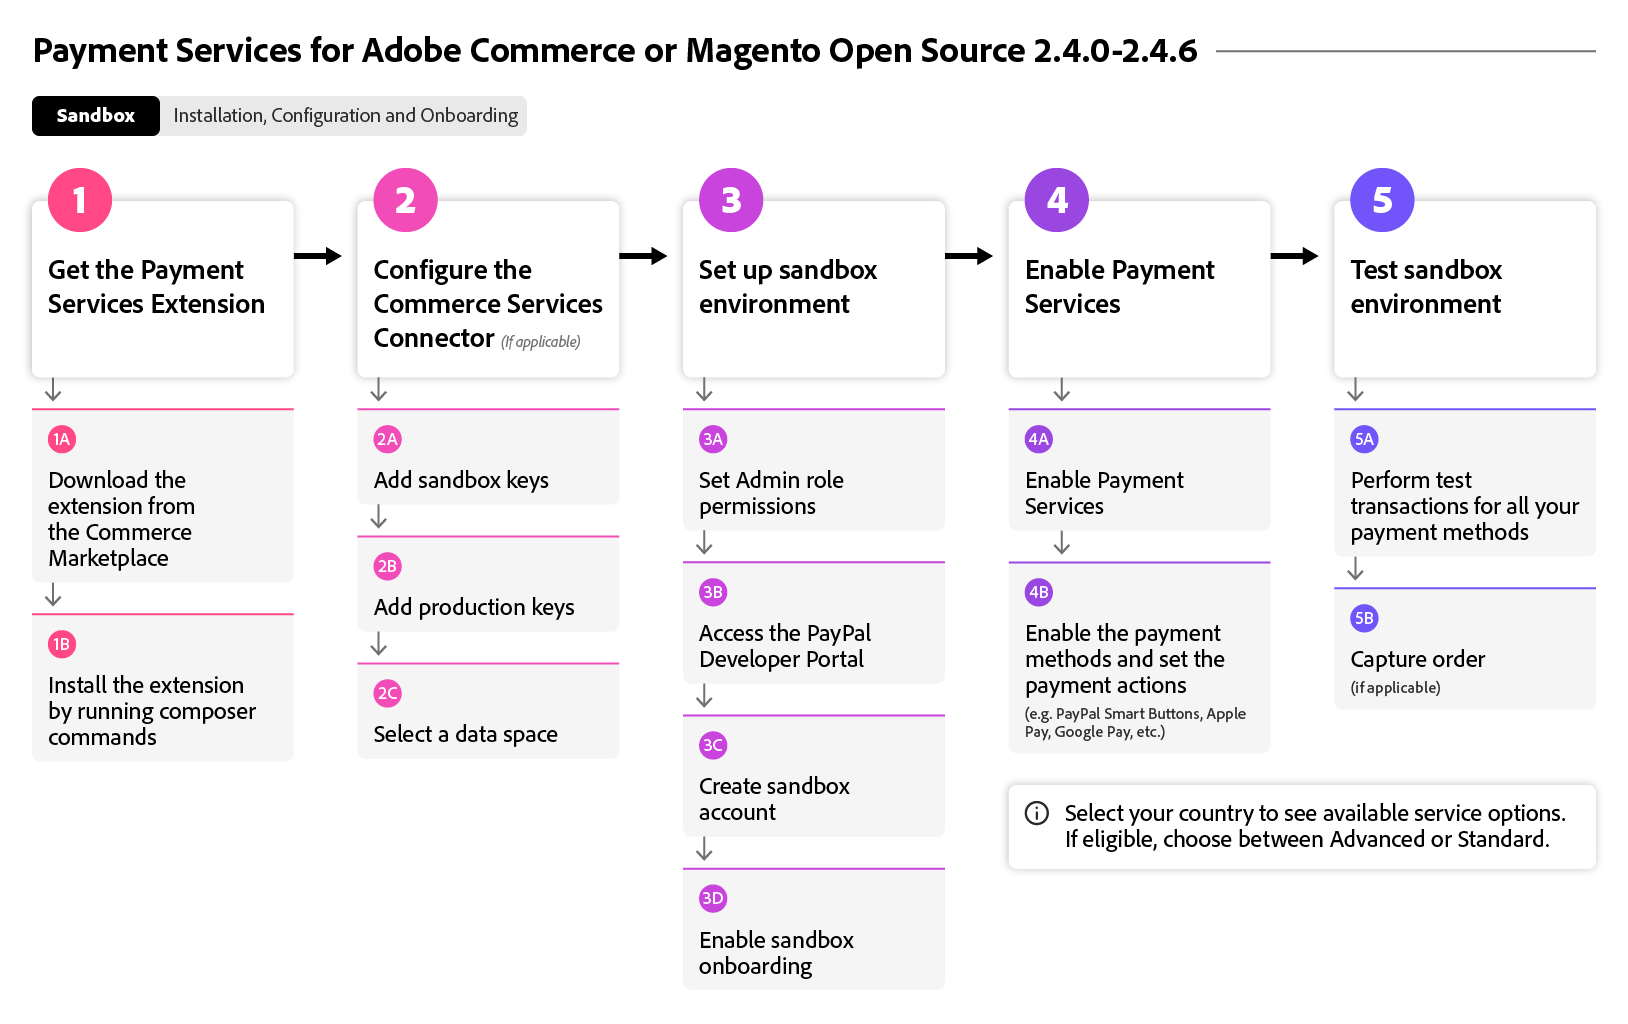 Payment Services for Adobe Commerce or Magento Open Source 2.4.0-2.4.6
Sandbox
Installation, Configuration and Onboarding
1
Get the Payment
Services Extension
1A
Download the
extension from
the Commerce
Marketplace
1B
Install the extension
by running composer
commands
2
Configure the
Commerce Services
Connector (If applicable)
2A
Add sandbox keys
2B
Add production keys
2C
Select a data space
3
Set up sandbox
environment
3A
Set Admin role
permissions
3B
Access the PayPal
Developer Portal
3C
Create sandbox
account
3D
Enable sandbox
onboarding
4
Enable Payment
Services
4A
Enable Payment
Services
4B
Enable the payment
methods and set the
payment actions
(e.g. PayPal Smart Buttons, Apple
Pay, Google Pay, etc.)
5
Test sandbox
environment
5A
Perform test
transactions for all your
payment methods
5B
Capture order
(if applicable)
Select your country to see available service options.
If eligible, choose between Advanced or Standard.